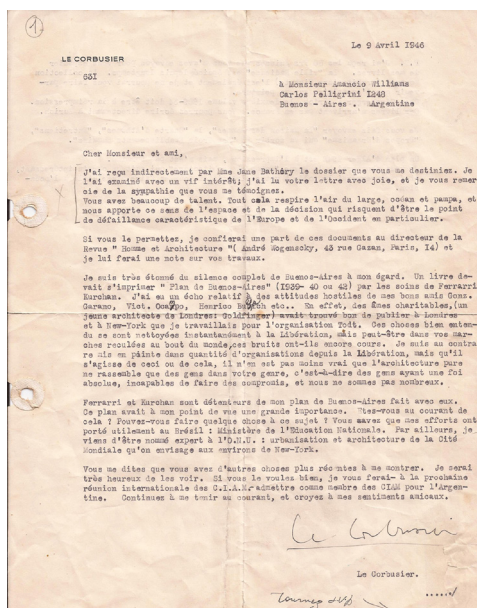 1.
Le 9 Avril 1946
LE CORBUSIER
631
à Monsieur Amancio Williams
Carlos Pelligrini I248
Buenos - Aires . Argentine
Cher Monsieur et ami,
J'ai reçu indirectement par Mme Jane Bathory le dossier que vous me destiniez. Je
l'ai examiné avec un vif intérêt; j'ai lu votre lettre avec joie, et je vous remer
cie de la sympathie que vous me témoignez.
Vous avez beaucoup de talent. Tout cela respire l'air du large, océan et pampa, et
nous apporte ce sens de l'espace et de la décision qui risquent d'être le point
de défaillance caractéristique de l'Europe et de l'Occident en particulier.
Si vous le permettez, je confierai une part de ces documents au directeur de la
Revue " Homme et Architecture "( André Wogenscky, 43 rue Gazan, Paris, I4) et
je lui ferai une note sur vos travaux.
Je suis très étonné du silence complet de Buenos-Aires à mon égard. Un livre de-
vait s'imprimer " Plan de Buenos-Aires" (I939- 40 ou 42) par les soins de Ferrarri
Kurchan. J'ai eu un écho relatif à des attitudes hostiles de mes bons amis Gons.
Garano, Vict. Ocampo, Henrico etc.. En effet, des âmes charitables,(un
jeune architecte de Londres: Goldfinger) avait trouvé bon de publier à Londres
et à New-York que je travaillais pour l'organisation Todt. Ces choses bien enten-
du se sont nettoyées instantanément à la Libération, mais peut-être dans vos mar-
ches reculées au bout du monde,ces bruits ont-ils encore cours. Je suis au contra
re mis en pointe dans quantité d'organisations depuis la Libération, mais qu'il
s'agisse de ceci ou de cela, il n'en est pas moins vrai que l'architecture pure
ne rassemble que des gens dans votre genre, c'est-à-dire des gens ayant une foi
absolue, incapables de faire des compromis, et nous ne sommes pas nombreux.
Ferrarri et Kurchan sont détenteurs de mon plan de Buenos-Aires fait avec eux.
Ce plan avait à mon point de vue une grande importance. Etes-vous au courant de
cela ? Pouvez-vous faire quelque chose à ce sujet ? Vous savez que mes efforts ont
porté utilement au Brésil : Ministère de l'Education Nationale. Par ailleurs, je
viens d'être nommé expert à l'O.N.U. : urbanisation et architecture de la Cité
Mondiale qu'on envisage aux environs de New-York.
Vous me dites que vous avez d'autres choses plus récentes à me montrer. Je serai
très heureux de les voir. Si vous le voulez bien, je vous ferai- à la prochaine
réunion internationale des C.I.A.M.-admettre comme membre des CIAM pour l'Argen-
tine. Continuez à me tenir au courant, et croyez à mes sentiments amicaux.
Le Corbusier
Le Corbusier.
....../